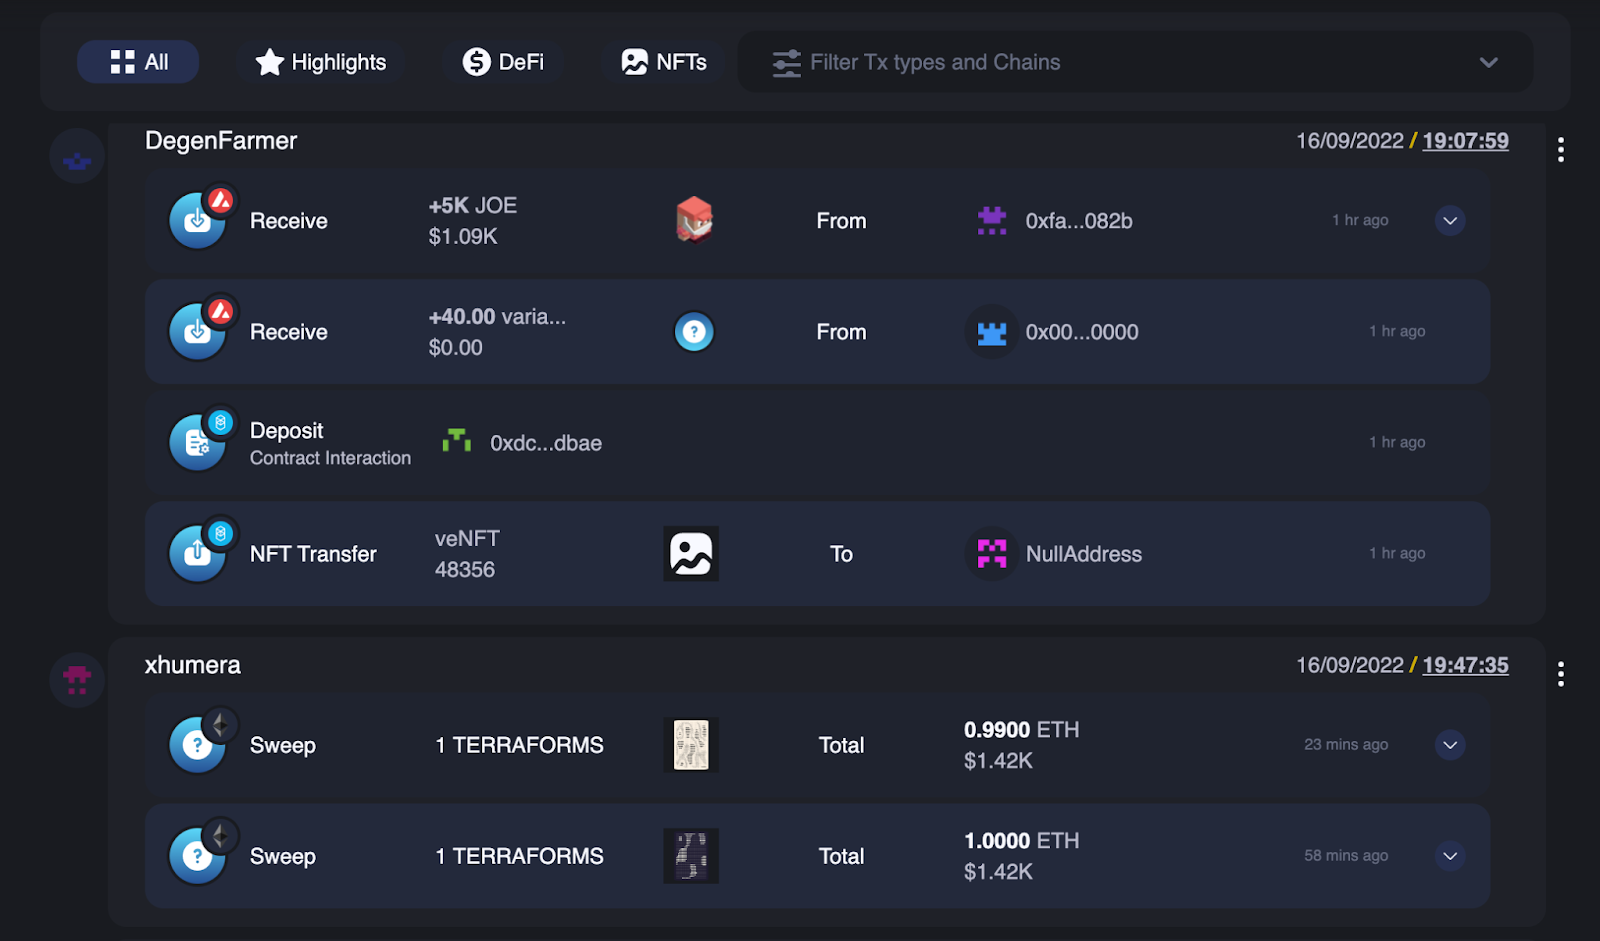 All
Highlights
DeFi
NFTs
Filter Tx types and Chains
DegenFarmer
16/09/2022 / 19:07:59
Receive
+5K JOE
$1.09K
From
0xfa...082b
1 hr ago
Receive
+40.00 varia...
$0.00
From
0x00...0000
1 hr ago
Deposit
Contract Interaction
0xdc...dbae
1 hr ago
NFT Transfer
veNFT
48356
To
NullAddress
1 hr ago
xhumera
16/09/2022 / 19:47:35
Sweep
1 TERRAFORMS
Total
0.9900 ETH
$1.42K
23 mins ago
Sweep
1 TERRAFORMS
Total
1.0000 ETH
$1.42K
58 mins ago